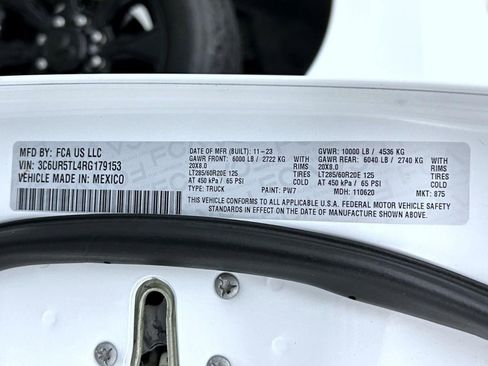 MFD BY: FCA US LLC
VIN: 3C6UR5TL4RG179153
VEHICLE MADE IN: MEXICO
DATE OF MFR (BUILT): 11-23 GVWR: 10000 LB / 4536 KG
GAWR FRONT: 6000 LB / 2722 KG GAWR REAR: 6040 LB / 2740 KG
20X8.0 RIMS 20X8.0 RIMS
LT285/60R20E 125 TIRES LT285/60R20E 125 TIRES
AT 450 kPa / 65 PSI COLD AT 450 kPa / 65 PSI COLD
TYPE: TRUCK PAINT: PW7 MDH: 110620 MKT: 875
THIS VEHICLE CONFORMS TO ALL APPLICABLE U.S.A. FEDERAL MOTOR VEHICLE SAFETY
STANDARDS IN EFFECT ON THE DATE OF MANUFACTURE SHOWN ABOVE.